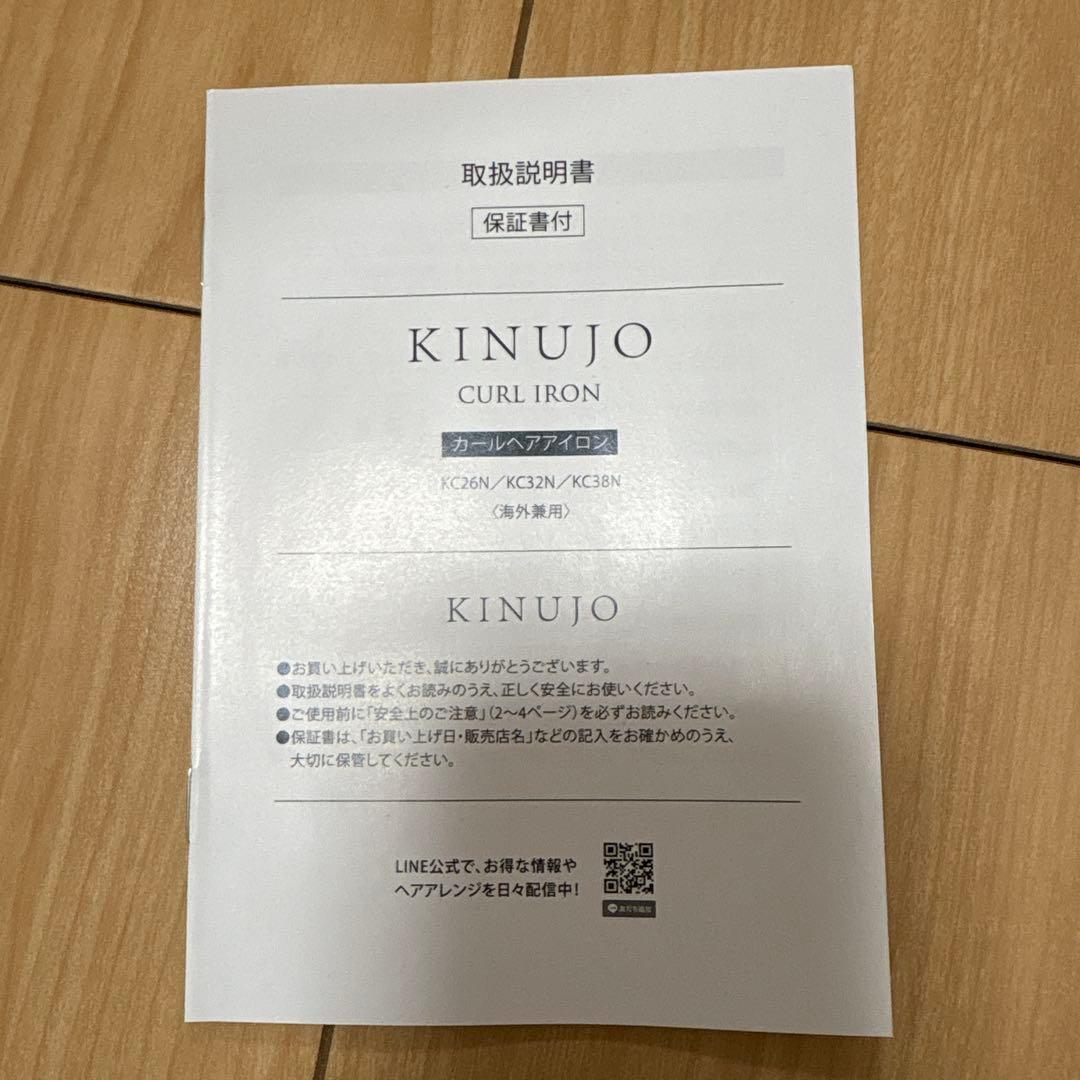 取扱説明書
保証書付
KINUJO
CURL IRON
カールヘアアイロン
KC26N／KC32N／KC38N
〈海外兼用〉
KINUJO
●お買い上げいただき、誠にありがとうございます。
●取扱説明書をよくお読みのうえ、正しく安全にお使いください。
●ご使用前に「安全上のご注意」（2〜4ページ）を必ずお読みください。
●保証書は、「お買い上げ日・販売店名」などの記入をお確かめのうえ、
大切に保管してください。
LINE公式で、お得な情報や
ヘアアレンジを日々配信中！
友だち追加